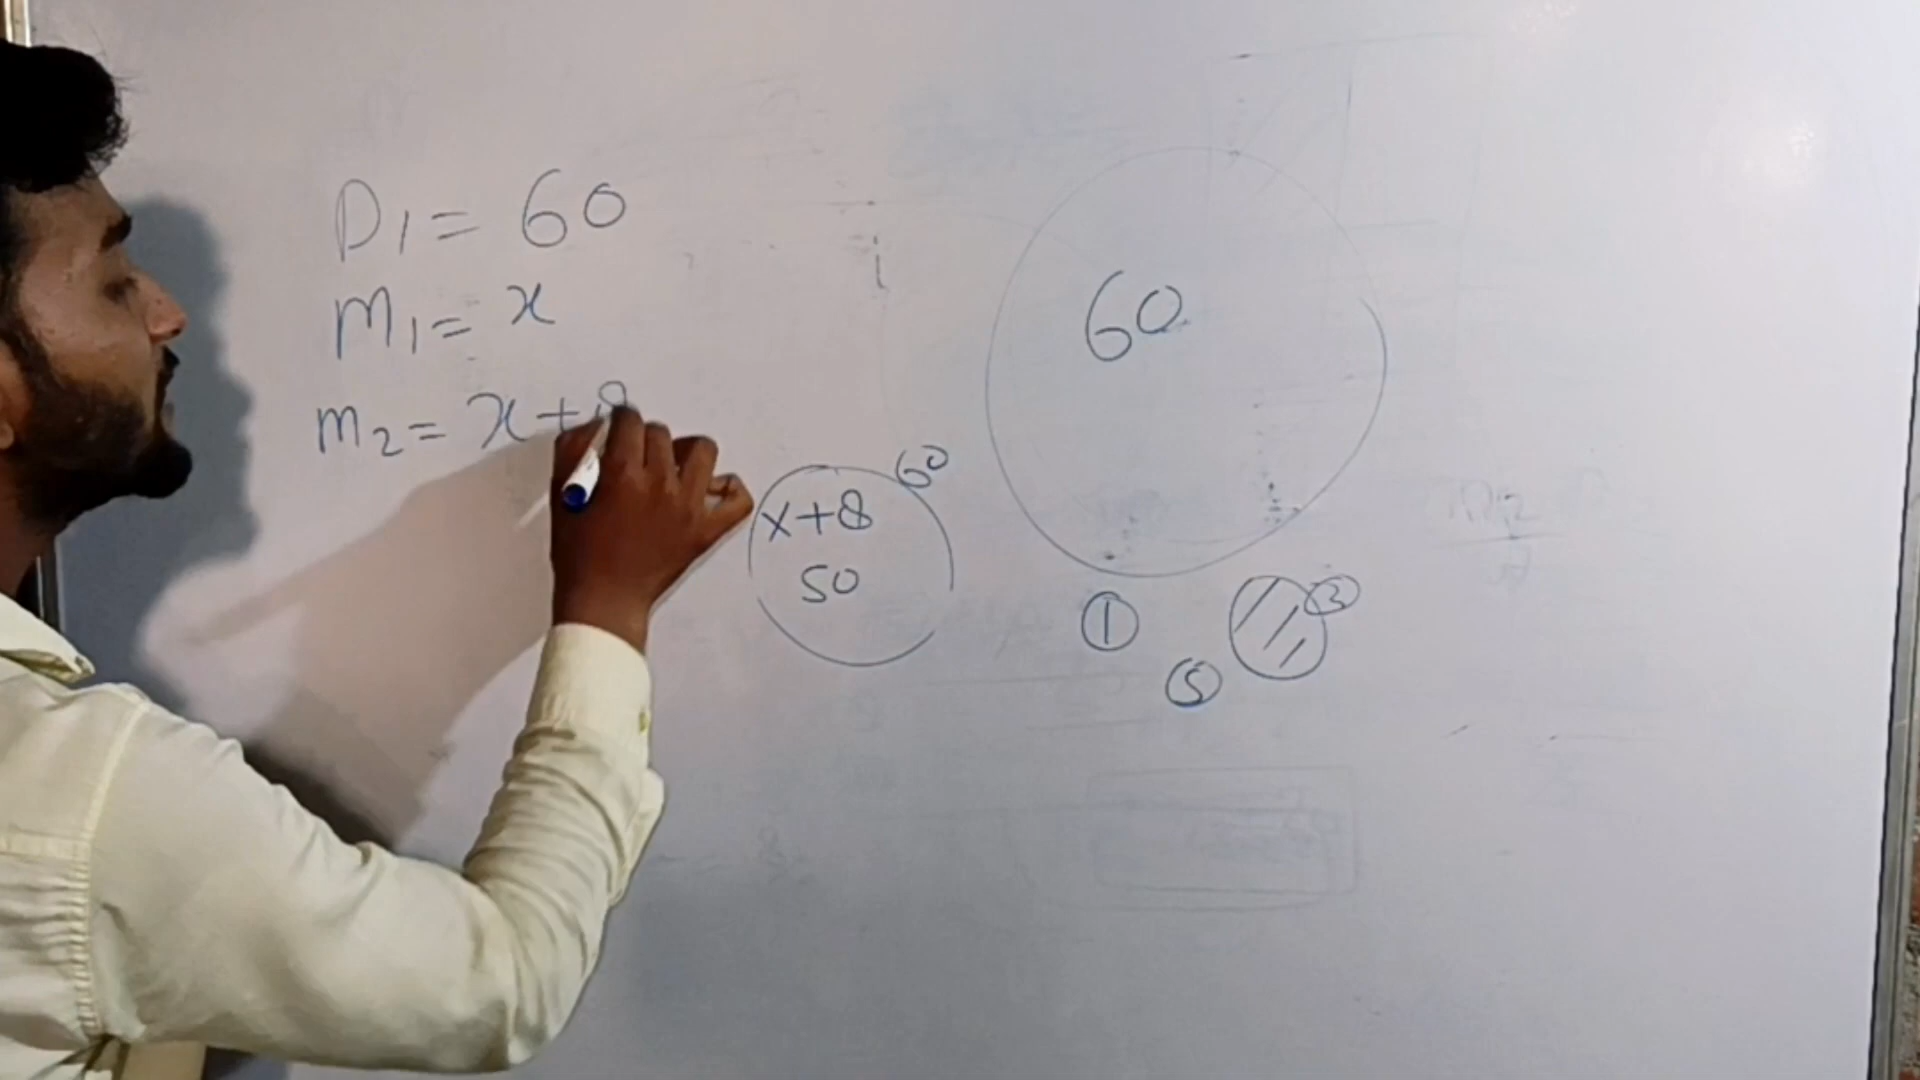 D1 = 60
M1 = x
M2 = x + 8
60
x+8
50
60
1
3
5